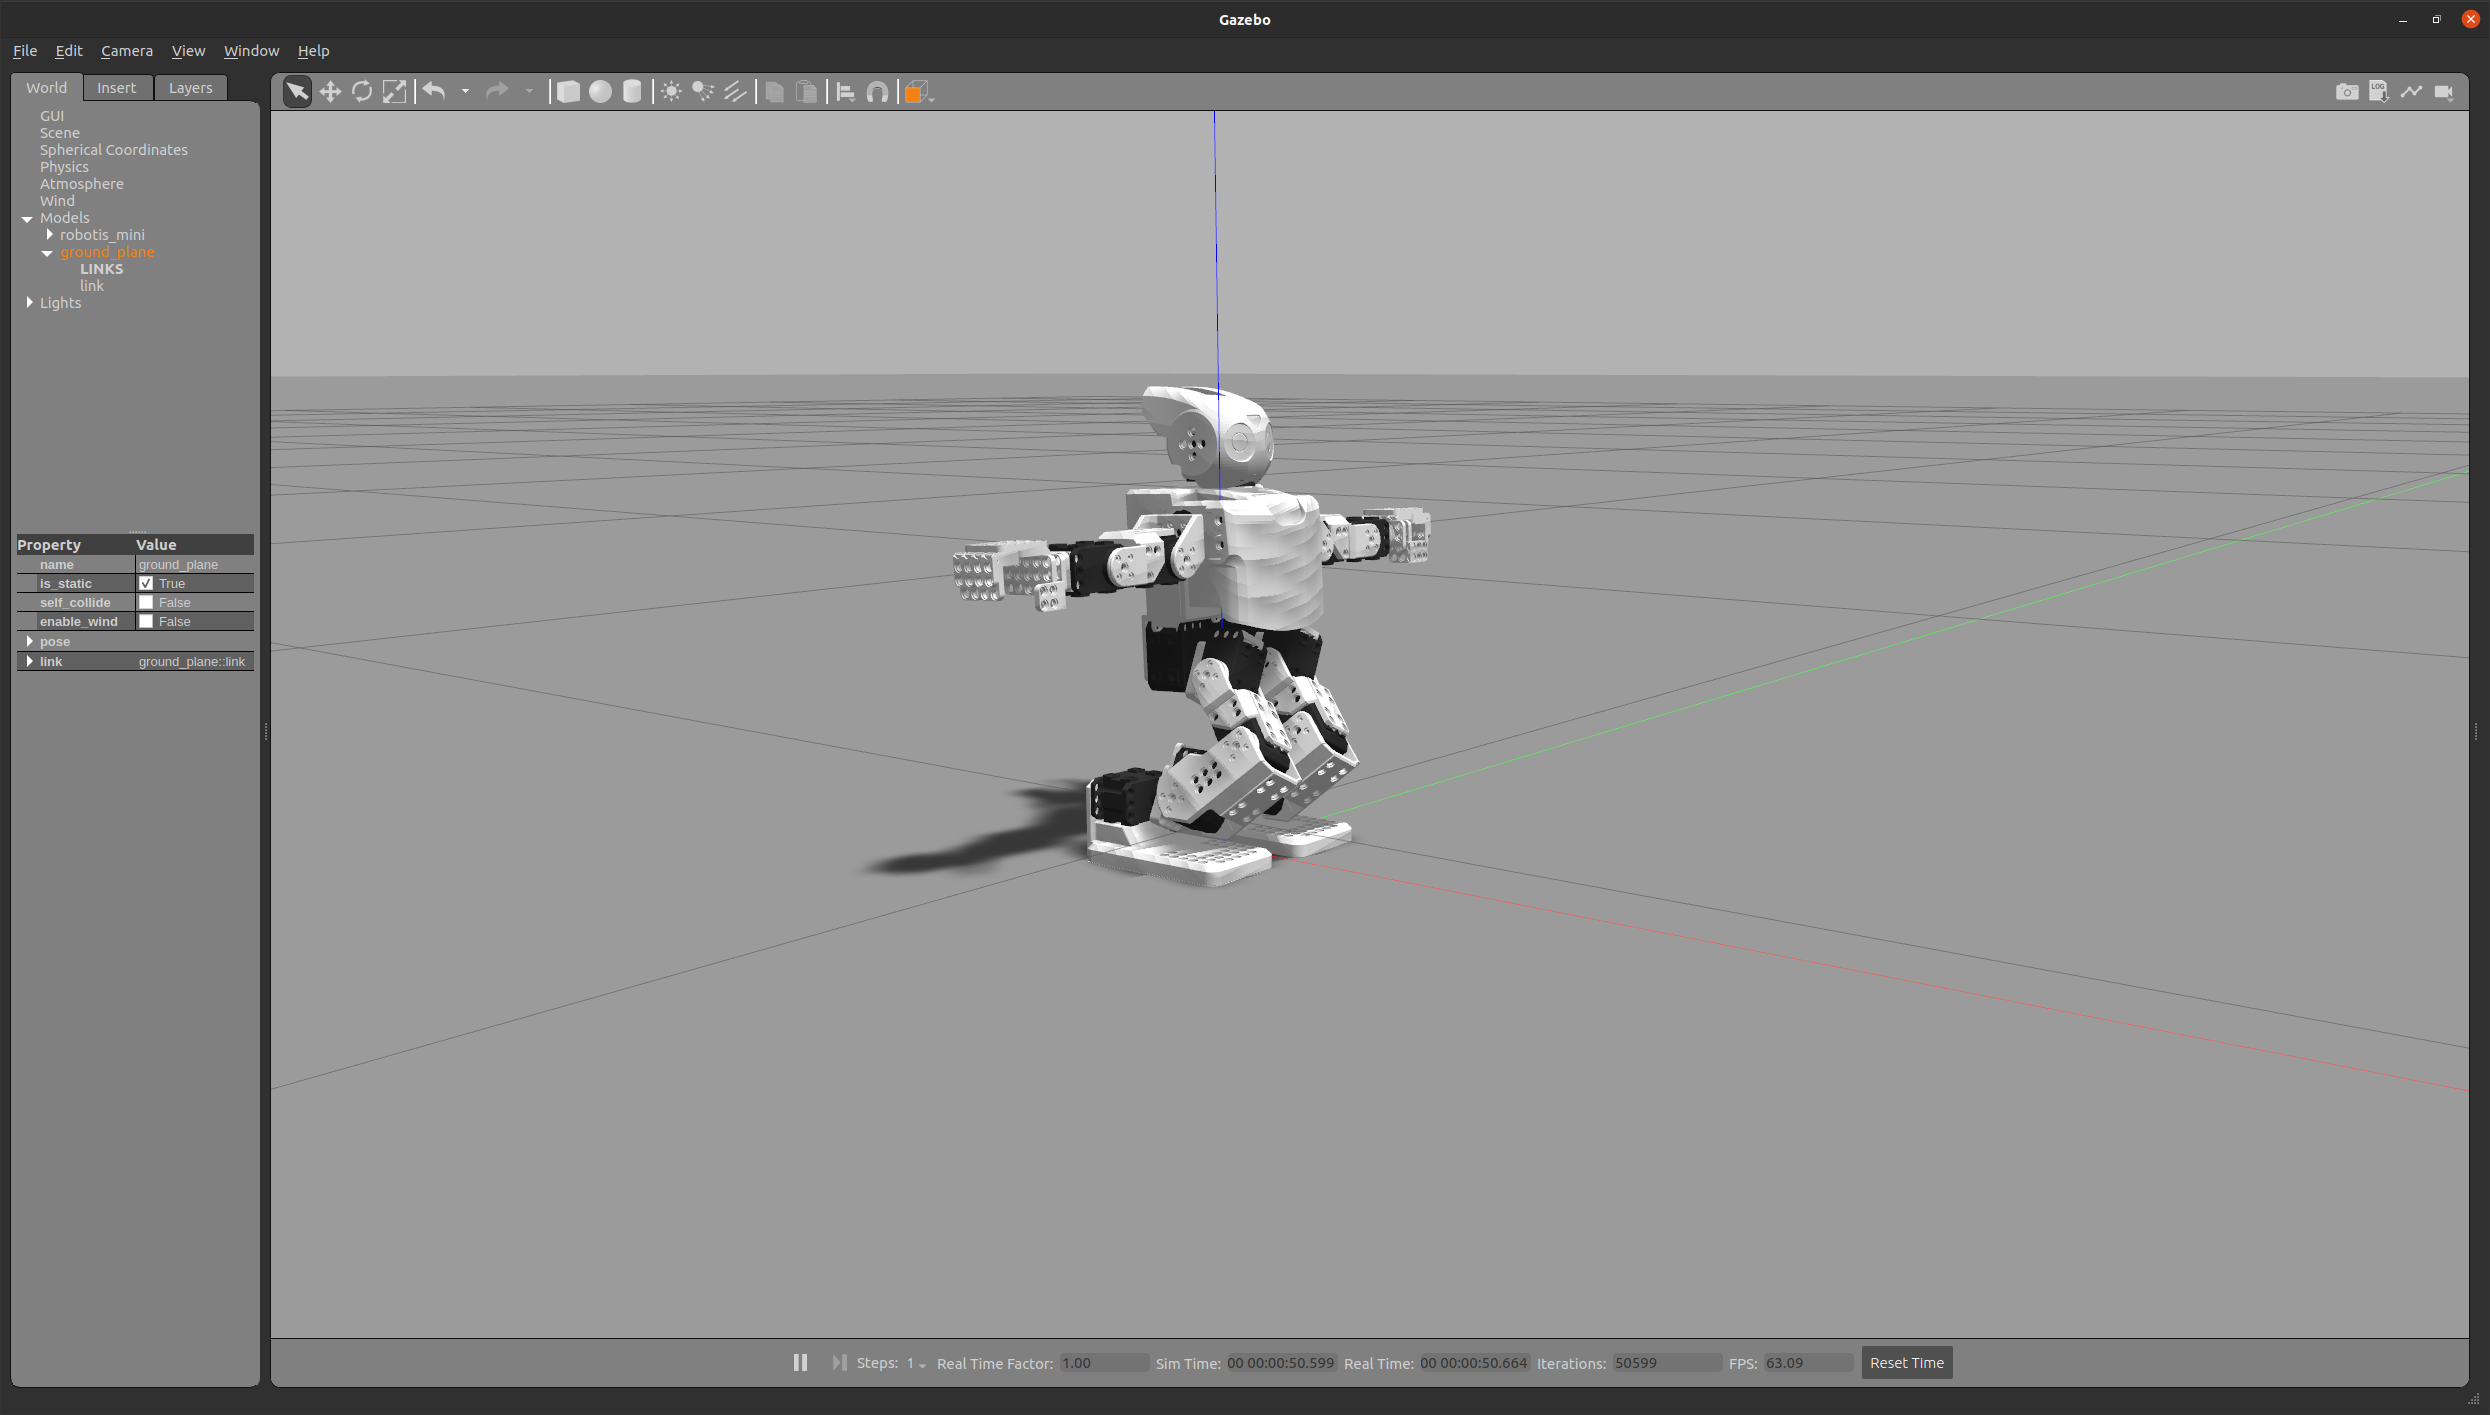 Gazebo
File Edit Camera View Window Help
World Insert Layers
GUI
Scene
Spherical Coordinates
Physics
Atmosphere
Wind
Models
robotis_mini
ground_plane
LINKS
link
Lights
Property Value
name ground_plane
is_static True
self_collide False
enable_wind False
pose
link ground_plane::link
LOG
Steps: 1 Real Time Factor: 1.00 Sim Time: 00 00:00:50.599 Real Time: 00 00:00:50.664 Iterations: 50599 FPS: 63.09 Reset Time